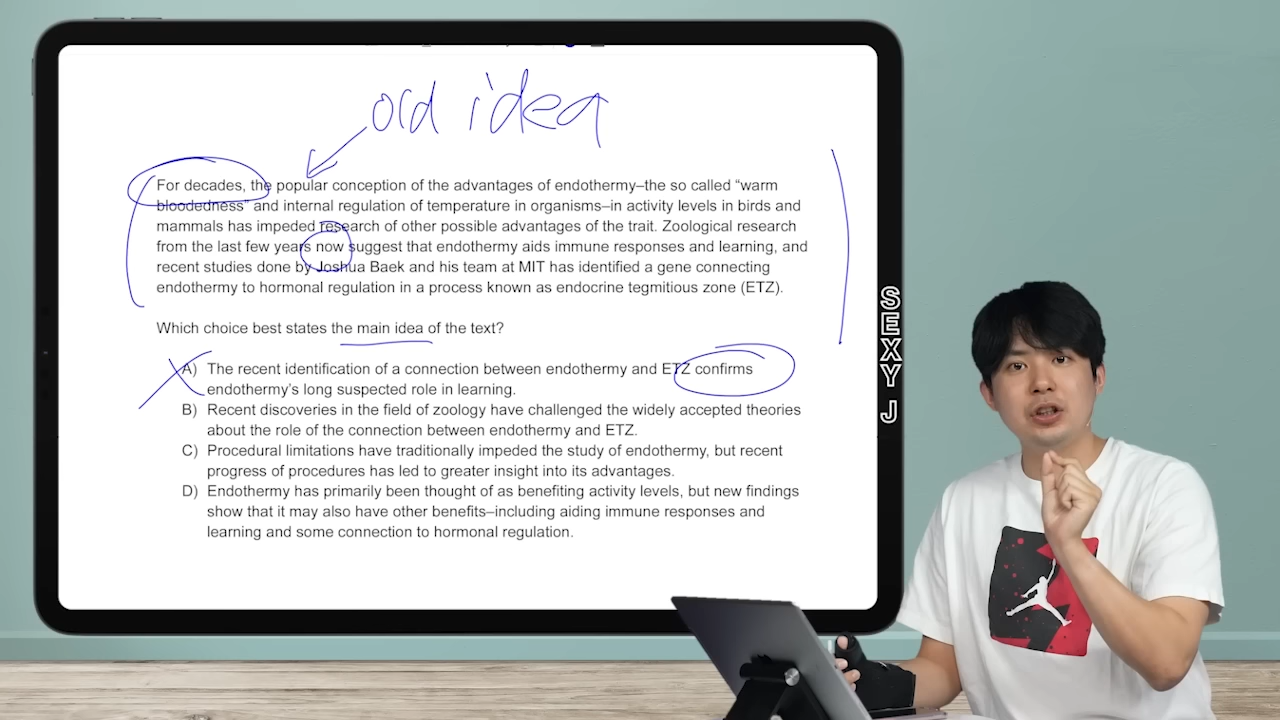 old idea
For decades, the popular conception of the advantages of endothermy–the so called “warm
bloodedness” and internal regulation of temperature in organisms–in activity levels in birds and
mammals has impeded research of other possible advantages of the trait. Zoological research
from the last few years now suggest that endothermy aids immune responses and learning, and
recent studies done by Joshua Baek and his team at MIT has identified a gene connecting
endothermy to hormonal regulation in a process known as endocrine tegmitious zone (ETZ).
Which choice best states the main idea of the text?
A) The recent identification of a connection between endothermy and ETZ confirms
endothermy’s long suspected role in learning.
B) Recent discoveries in the field of zoology have challenged the widely accepted theories
about the role of the connection between endothermy and ETZ.
C) Procedural limitations have traditionally impeded the study of endothermy, but recent
progress of procedures has led to greater insight into its advantages.
D) Endothermy has primarily been thought of as benefiting activity levels, but new findings
show that it may also have other benefits–including aiding immune responses and
learning and some connection to hormonal regulation.
SEXY J